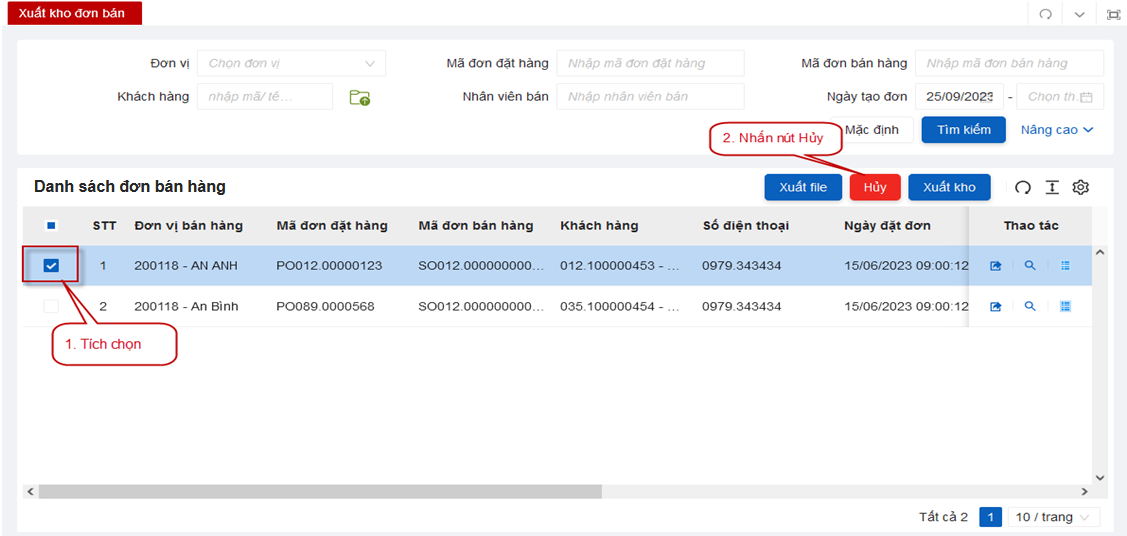 Xuất kho đơn bán
Đơn vị Chọn đơn vị Mã đơn đặt hàng Nhập mã đơn đặt hàng Mã đơn bán hàng Nhập mã đơn bán hàng
Khách hàng nhập mã/ tê... Nhân viên bán Nhập nhân viên bán Ngày tạo đơn 25/09/2023 - Chọn th
2. Nhấn nút Hủy Mặc định Tìm kiếm Nâng cao
Danh sách đơn bán hàng Xuất file Hủy Xuất kho
STT Đơn vị bán hàng Mã đơn đặt hàng Mã đơn bán hàng Khách hàng Số điện thoại Ngày đặt đơn Thao tác
1 200118 - AN ANH PO012.00000123 SO012.000000000... 012.100000453 - ... 0979.343434 15/06/2023 09:00:12
2 200118 - An Bình PO089.0000568 SO012.000000000... 035.100000454 - ... 0979.343434 15/06/2023 09:00:12
1. Tích chọn
Tất cả 2 1 10 / trang